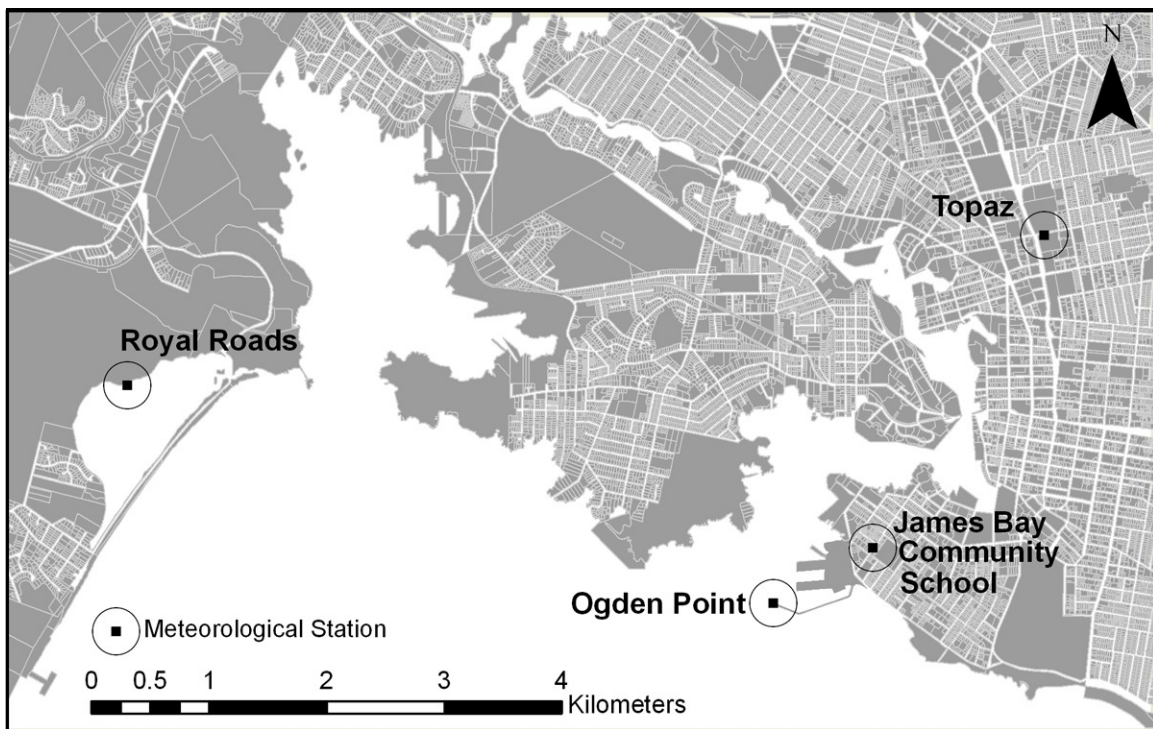 N
Topaz
Royal Roads
James Bay
Community
School
Ogden Point
Meteorological Station
0 0.5 1 2 3 4
Kilometers